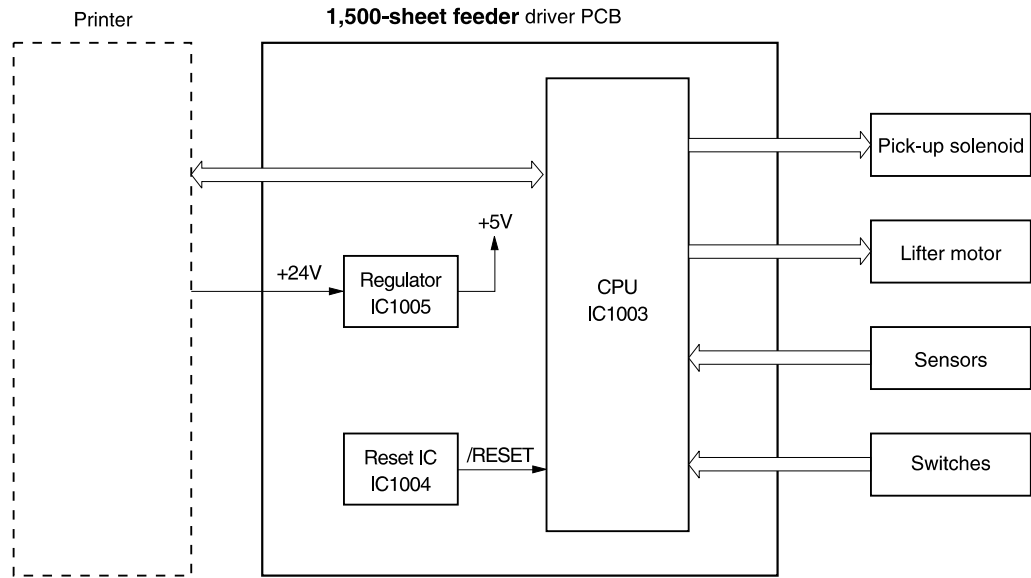 Printer
1,500-sheet feeder driver PCB
Pick-up solenoid
+5V
Lifter motor
+24V
Regulator
IC1005
CPU
IC1003
Sensors
Reset IC
IC1004
/RESET
Switches